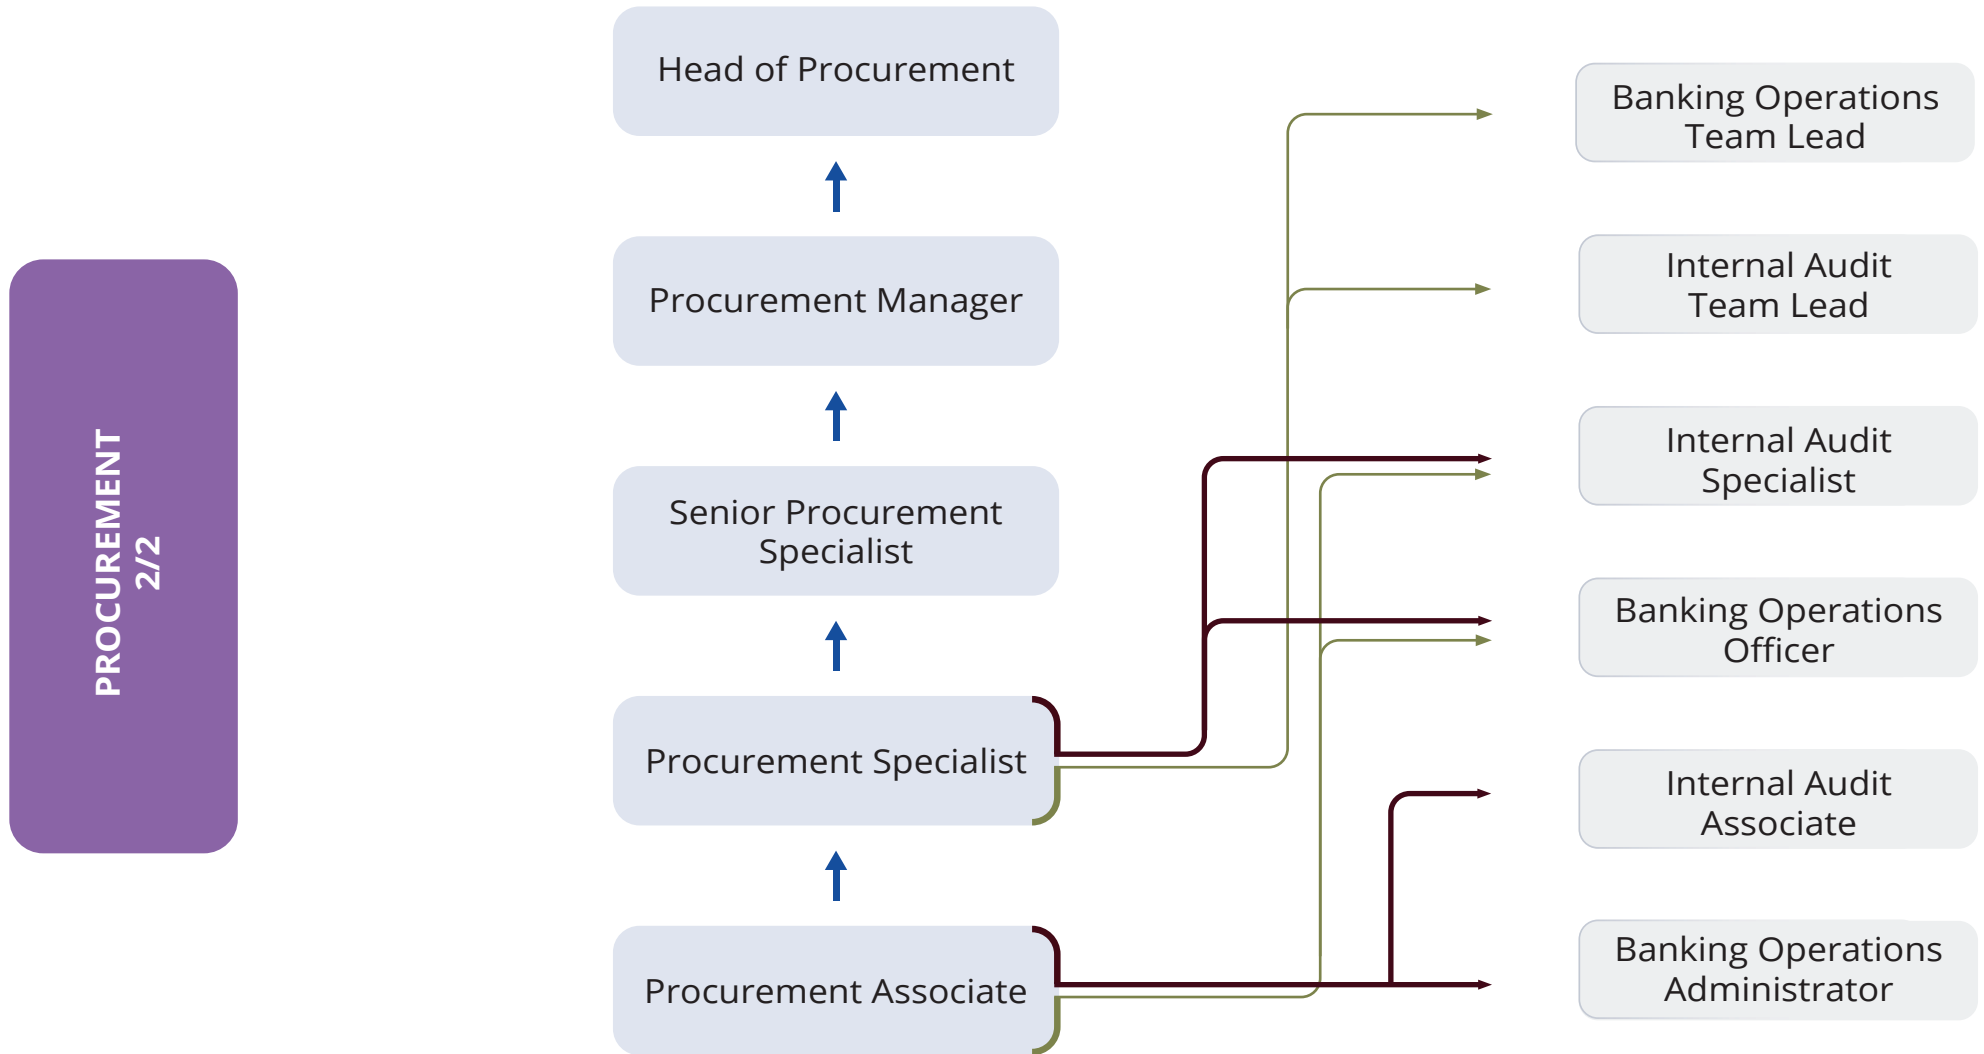 PROCUREMENT
2/2
Head of Procurement
Procurement Manager
Senior Procurement
Specialist
Procurement Specialist
Procurement Associate
Banking Operations
Team Lead
Internal Audit
Team Lead
Internal Audit
Specialist
Banking Operations
Officer
Internal Audit
Associate
Banking Operations
Administrator